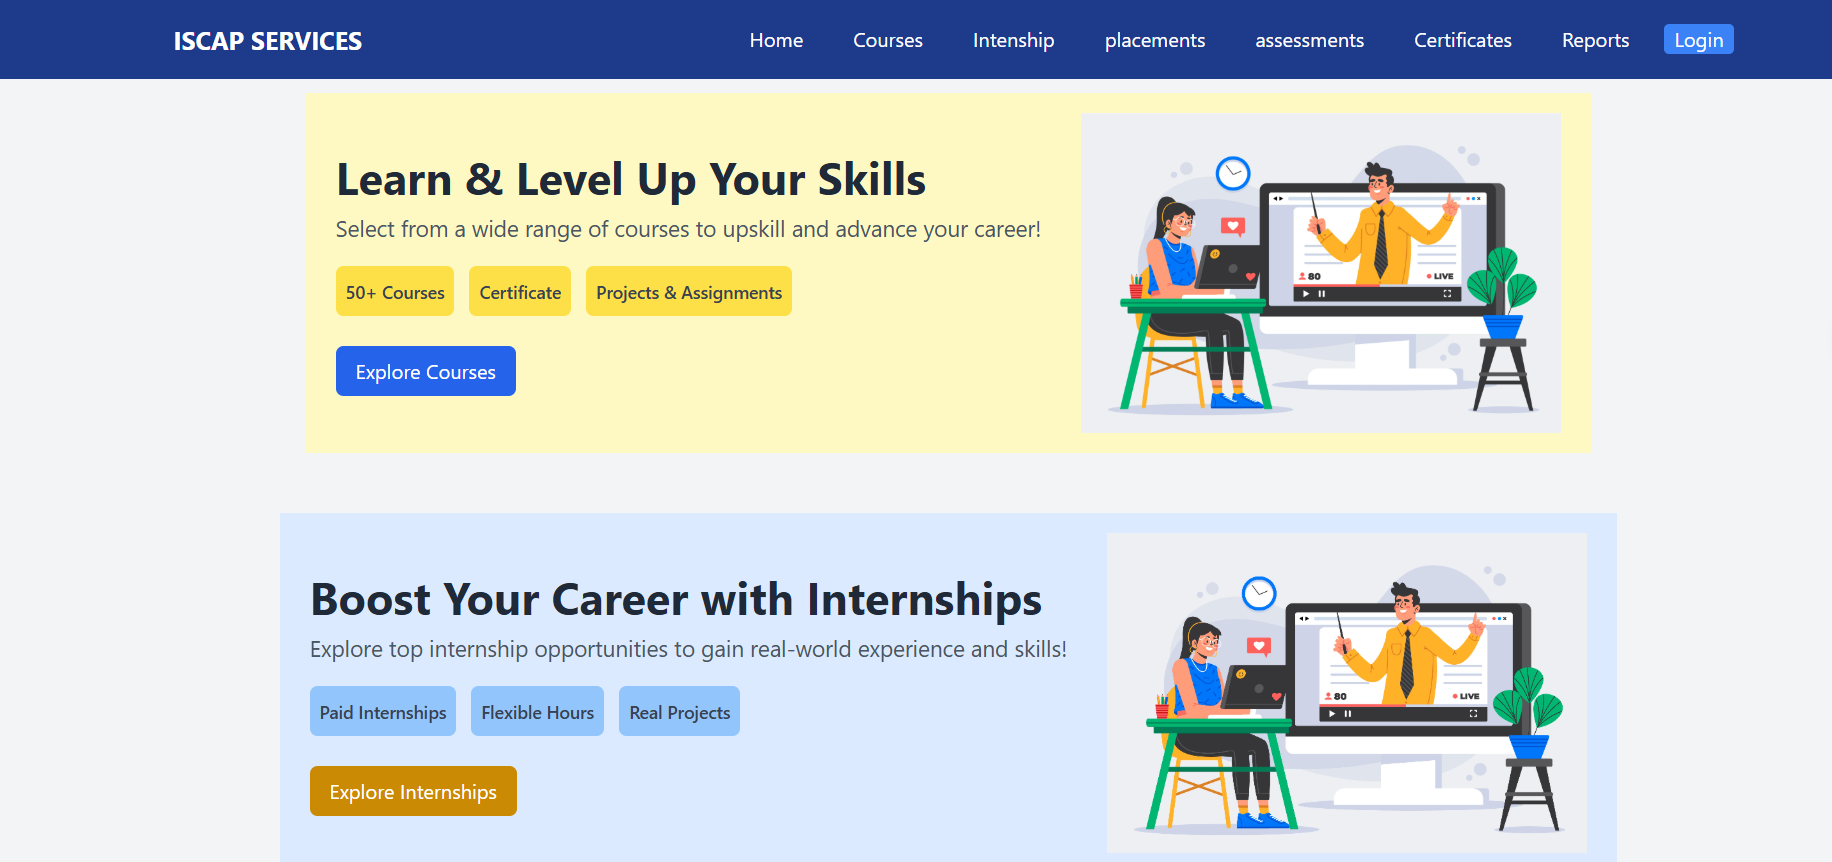 ISCAP SERVICES
Home Courses Intenship placements assessments Certificates Reports Login
Learn & Level Up Your Skills
Select from a wide range of courses to upskill and advance your career!
50+ Courses Certificate Projects & Assignments
Explore Courses
80 LIVE
Boost Your Career with Internships
Explore top internship opportunities to gain real-world experience and skills!
Paid Internships Flexible Hours Real Projects
Explore Internships
80 LIVE